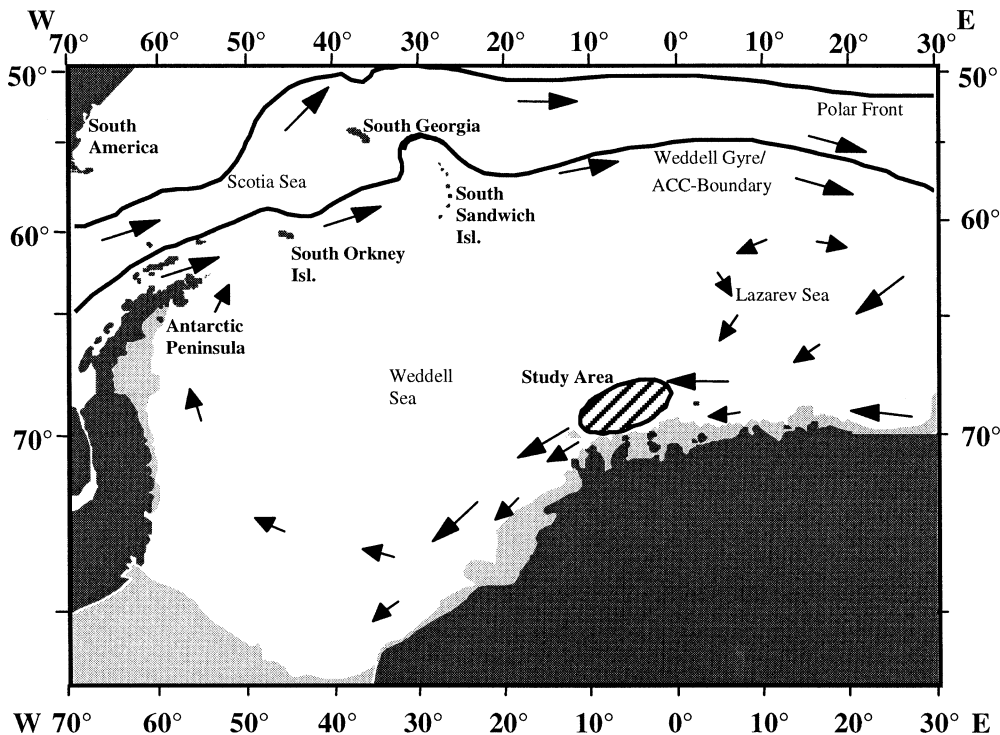 W E
70° 60° 50° 40° 30° 20° 10° 0° 10° 20° 30°
50° 50°
Polar Front
South
America
South Georgia
Weddell Gyre/
ACC-Boundary
Scotia Sea
South
Sandwich
Isl.
60° 60°
South Orkney
Isl.
Lazarev Sea
Antarctic
Peninsula
Weddell
Sea
Study Area
70° 70°
70° 60° 50° 40° 30° 20° 10° 0° 10° 20° 30°
W E